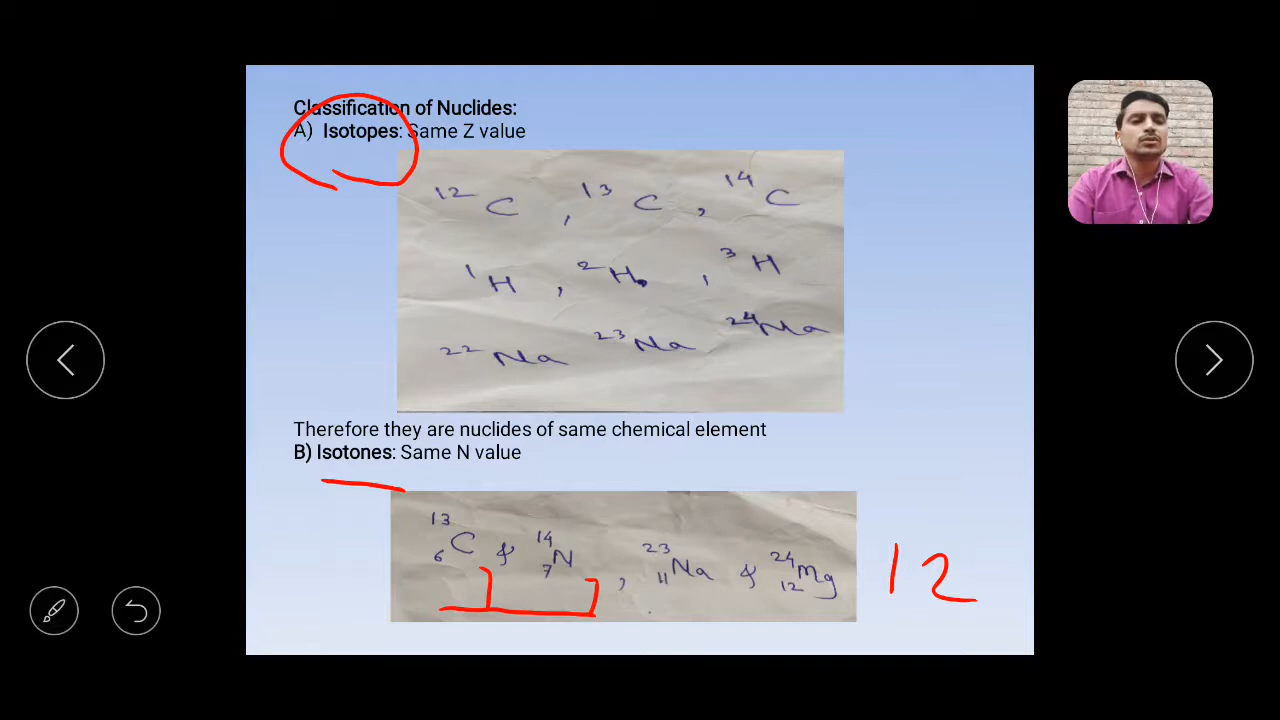 Classification of Nuclides:
A) Isotopes: Same Z value
¹²C , ¹³C , ¹⁴C
¹H , ²H , ³H
²²Na ²³Na ²⁴Na
Therefore they are nuclides of same chemical element
B) Isotones: Same N value
¹³₆C & ¹⁴₇N , ²³₁₁Na & ²⁴₁₂Mg 12